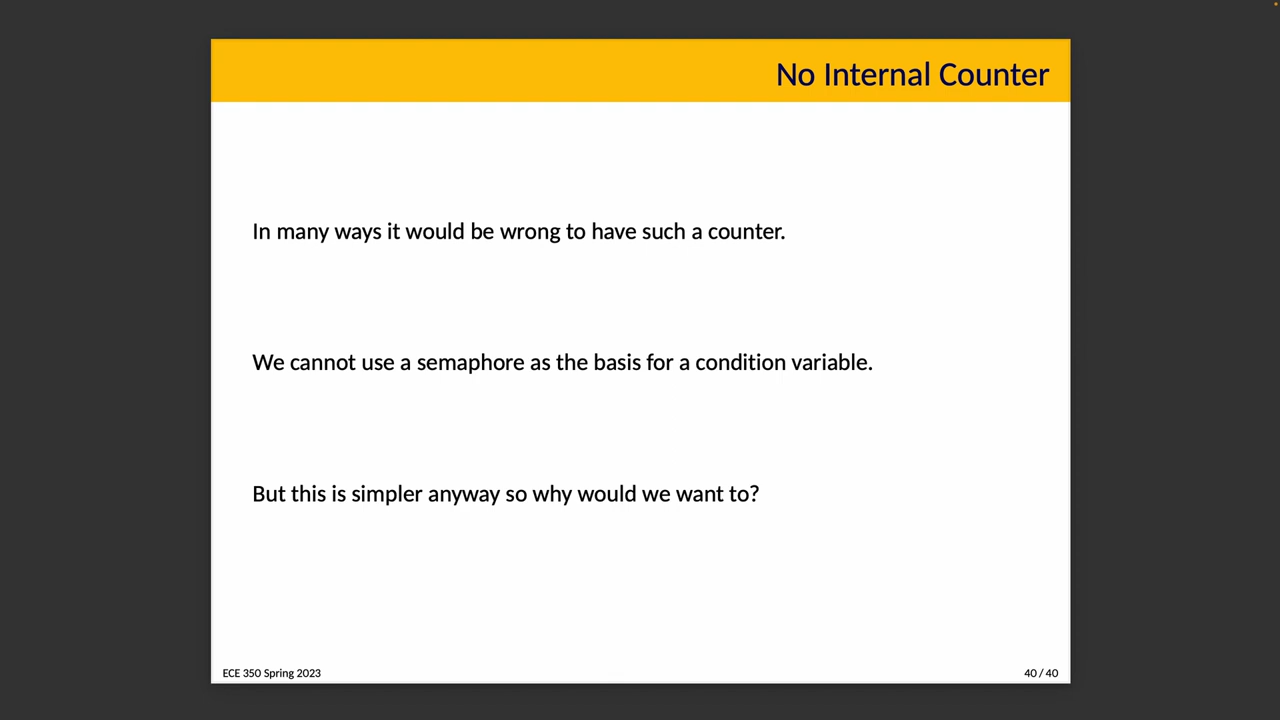 No Internal Counter
In many ways it would be wrong to have such a counter.
We cannot use a semaphore as the basis for a condition variable.
But this is simpler anyway so why would we want to?
ECE 350 Spring 2023
40 / 40